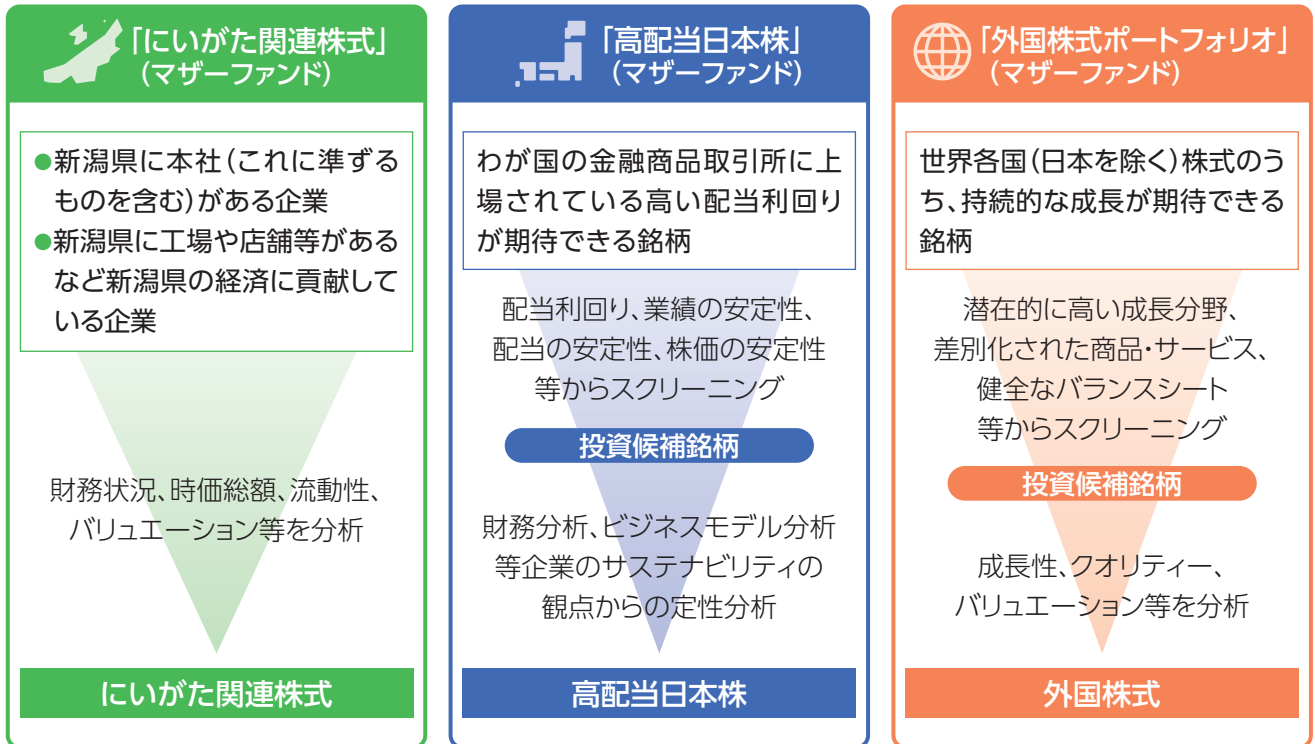 「にいがた関連株式」
(マザーファンド)
●新潟県に本社(これに準ずる
ものを含む)がある企業
●新潟県に工場や店舗等がある
など新潟県の経済に貢献して
いる企業
財務状況、時価総額、流動性、
バリュエーション等を分析
にいがた関連株式
「高配当日本株」
(マザーファンド)
わが国の金融商品取引所に上
場されている高い配当利回り
が期待できる銘柄
配当利回り、業績の安定性、
配当の安定性、株価の安定性
等からスクリーニング
投資候補銘柄
財務分析、ビジネスモデル分析
等企業のサステナビリティの
観点からの定性分析
高配当日本株
「外国株式ポートフォリオ」
(マザーファンド)
世界各国(日本を除く)株式のう
ち、持続的な成長が期待できる
銘柄
潜在的に高い成長分野、
差別化された商品・サービス、
健全なバランスシート
等からスクリーニング
投資候補銘柄
成長性、クオリティー、
バリュエーション等を分析
外国株式